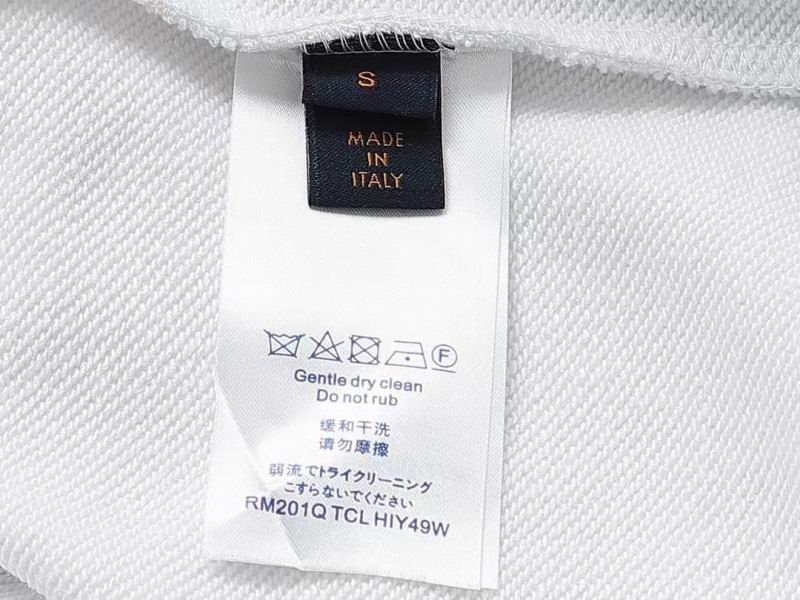 S
MADE
IN
ITALY
F
Gentle dry clean
Do not rub
缓和干洗
请勿摩擦
弱流でトライクリーニング
こすらないでください
RM201Q TCL HIY49W